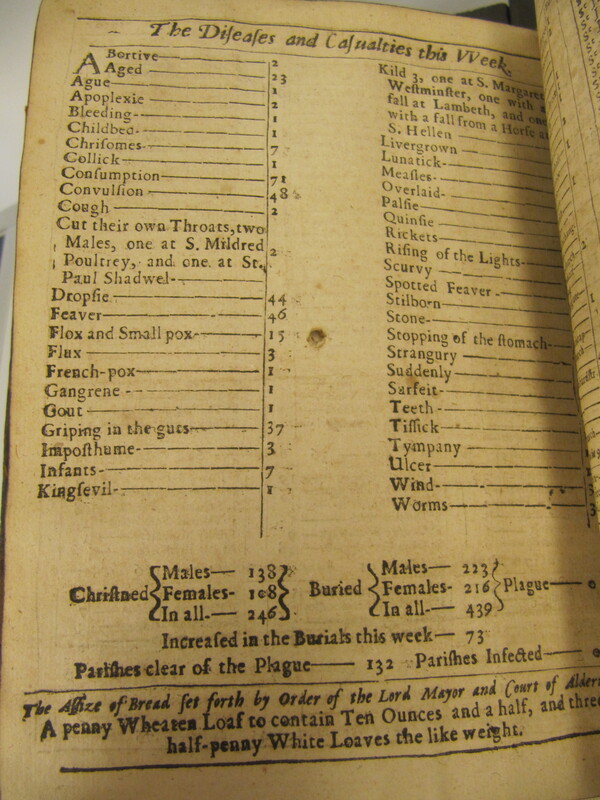 The Diſeaſes and Caſualties this VVeek.
ABortive 2
Aged 23
Ague 1
Apoplexie 2
Bleeding 1
Childbed 1
Chriſomes 7
Collick 1
Conſumption 71
Convulſion 48
Cough 2
Cut their own Throats, two
Males, one at S. Mildred
Poultrey, and one at St. 2
Paul Shadwel
Dropſie 44
Feaver 46
Flox and Small pox 15
Flux 3
French-pox 1
Gangrene 1
Gout 1
Griping in the guts 37
Impoſthume 3
Infants 7
Kingſevil 1
Kild 3, one at S. Margaret
Weſtminſter, one with a
fall at Lambeth, and one
with a fall from a Horſe at
S. Hellen
Livergrown
Lunatick
Meaſles
Overlaid
Palſie
Quinſie
Rickets
Riſing of the Lights
Scurvy
Spotted Feaver
Stilborn
Stone
Stopping of the ſtomach
Strangury
Suddenly
Surfeit
Teeth
Tiſſick
Tympany
Ulcer
Wind
Worms
Chriſtned Males 138 Females 108 In all 246
Buried Males 223 Females 216 In all 439 Plague 0
Increaſed in the Burials this week 73
Pariſhes clear of the Plague 132 Pariſhes Infected 0
The Aſſize of Bread ſet forth by Order of the Lord Mayor and Court of Alder
A penny Wheaten Loaf to contain Ten Ounces and a half, and three
half-penny White Loaves the like weight.